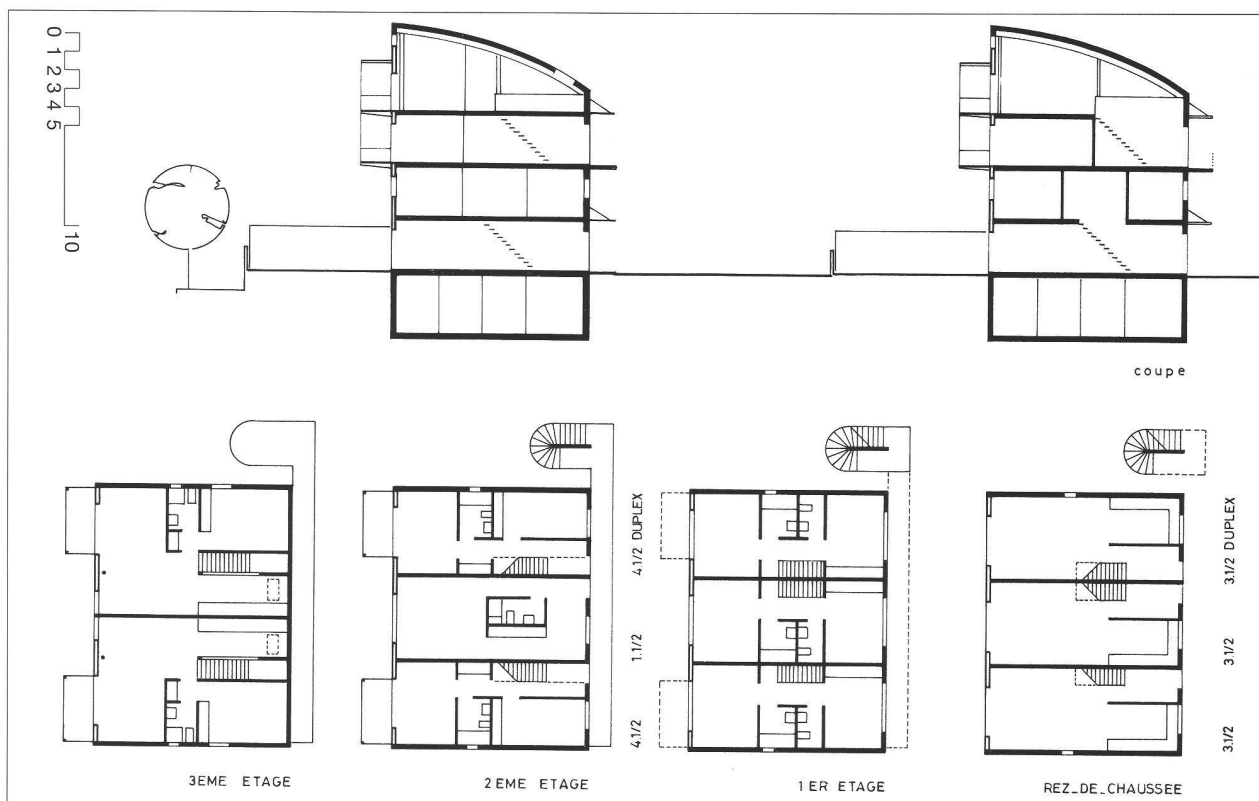 0 1 2 3 4 5 10
coupe
4.1/2 DUPLEX
1.1/2
4.1/2
3.1/2 DUPLEX
3.1/2
3.1/2
3EME ETAGE
2EME ETAGE
1ER ETAGE
REZ_DE_CHAUSSEE